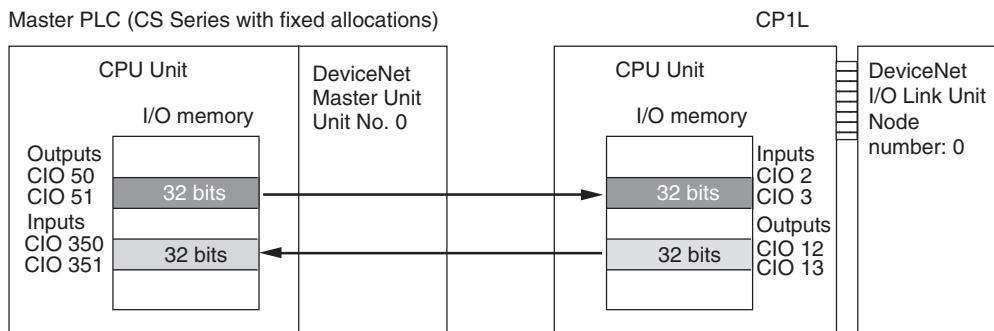 Master PLC (CS Series with fixed allocations)
CP1L
CPU Unit
DeviceNet
Master Unit
Unit No. 0
I/O memory
Outputs
CIO 50
CIO 51
32 bits
Inputs
CIO 350
CIO 351
32 bits
CPU Unit
I/O memory
Inputs
CIO 2
CIO 3
32 bits
Outputs
CIO 12
CIO 13
32 bits
DeviceNet
I/O Link Unit
Node
number: 0